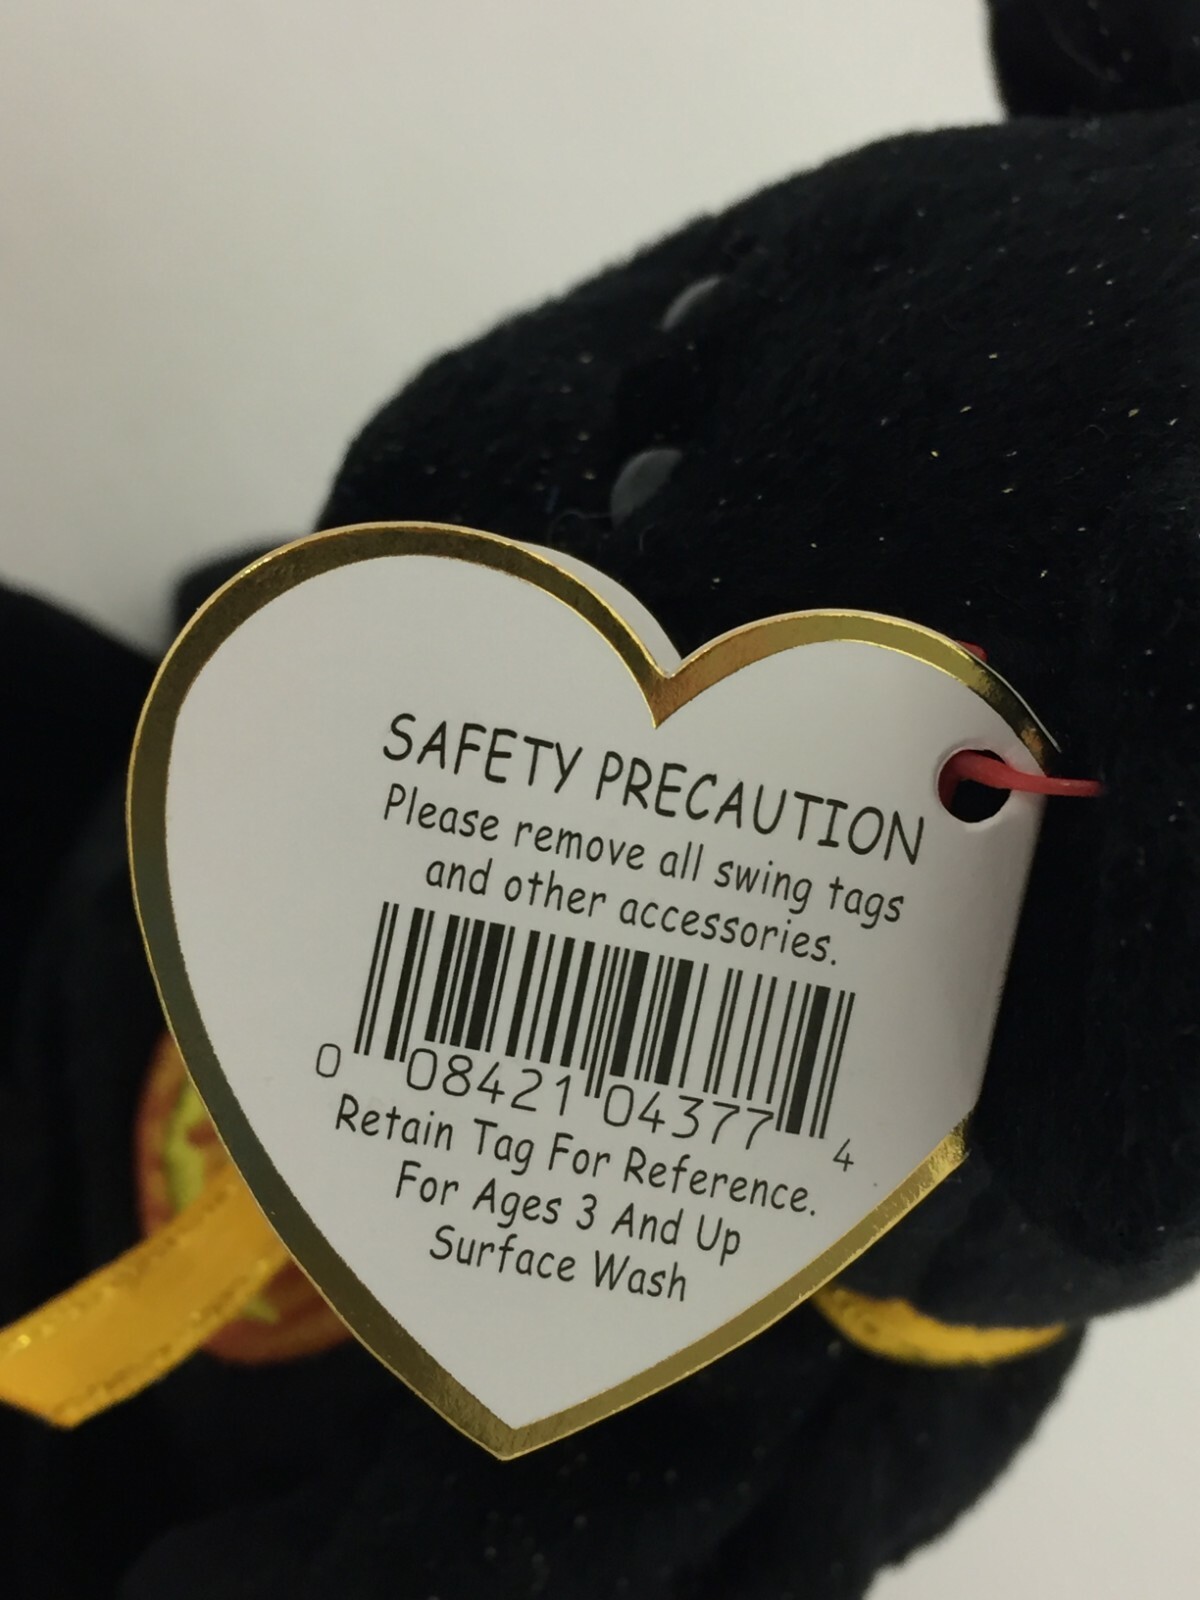 SAFETY PRECAUTION
Please remove all swing tags
and other accessories.
0 08421 04377 4
Retain Tag For Reference.
For Ages 3 And Up
Surface Wash